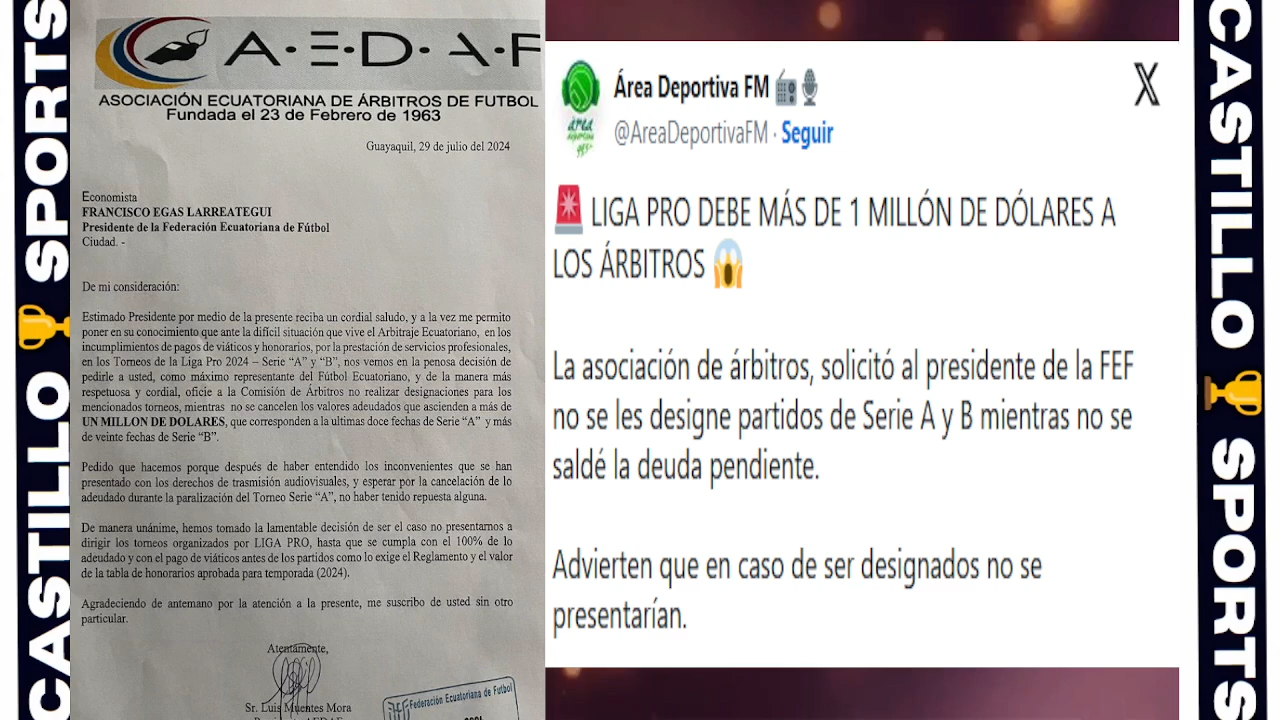 CASTILLO SPORTS
A·E·D·A·F
ASOCIACIÓN ECUATORIANA DE ÁRBITROS DE FUTBOL
Fundada el 23 de Febrero de 1963
Guayaquil, 29 de julio del 2024
Economista
FRANCISCO EGAS LARREATEGUI
Presidente de la Federación Ecuatoriana de Fútbol
Ciudad. -
De mi consideración:
Estimado Presidente por medio de la presente reciba un cordial saludo, y a la vez me permito
poner en su conocimiento que ante la difícil situación que vive el Arbitraje Ecuatoriano, en los
incumplimientos de pagos de viáticos y honorarios, por la prestación de servicios profesionales,
en los Torneos de la Liga Pro 2024 – Serie “A” y “B”, nos vemos en la penosa decisión de
pedirle a usted, como máximo representante del Fútbol Ecuatoriano, y de la manera más
respetuosa y cordial, oficie a la Comisión de Árbitros no realizar designaciones para los
mencionados torneos, mientras no se cancelen los valores adeudados que ascienden a más de
UN MILLON DE DOLARES, que corresponden a la ultimas doce fechas de Serie “A” y más
de veinte fechas de Serie “B”.
Pedido que hacemos porque después de haber entendido los inconvenientes que se han
presentado con los derechos de trasmisión audiovisuales, y esperar por la cancelación de lo
adeudado durante la paralización del Torneo Serie “A”, no haber tenido repuesta alguna.
De manera unánime, hemos tomado la lamentable decisión de ser el caso no presentarnos a
dirigir los torneos organizados por LIGA PRO, hasta que se cumpla con el 100% de lo
adeudado y con el pago de viáticos antes de los partidos como lo exige el Reglamento y el valor
de la tabla de honorarios aprobada para temporada (2024).
Agradeciendo de antemano por la atención a la presente, me suscribo de usted sin otro
particular.
Atentamente,
Sr. Luis Muentes Mora
Federación Ecuatoriana de Futbol
Área Deportiva FM
@AreaDeportivaFM · Seguir
LIGA PRO DEBE MÁS DE 1 MILLÓN DE DÓLARES A
LOS ÁRBITROS
La asociación de árbitros, solicitó al presidente de la FEF
no se les designe partidos de Serie A y B mientras no se
saldé la deuda pendiente.
Advierten que en caso de ser designados no se
presentarían.
CASTILLO SPORTS